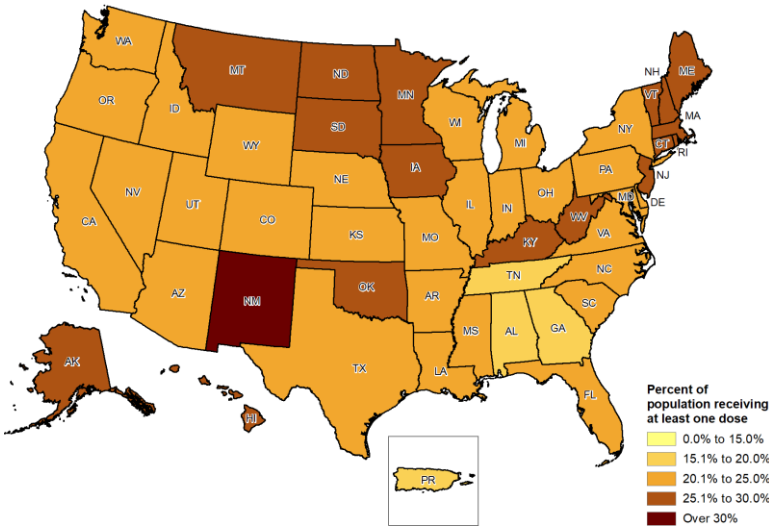 WA
MT
ND
MN
OR
ID
SD
WI
WY
MI
NH
VT
ME
MA
NY
CT
RI
IA
NE
PA
NJ
NV
UT
CO
IL
IN
OH
MD
DE
CA
KS
MO
WV
VA
KY
NC
TN
AZ
NM
OK
AR
SC
MS
AL
GA
TX
LA
FL
AK
HI
PR
Percent of
population receiving
at least one dose
0.0% to 15.0%
15.1% to 20.0%
20.1% to 25.0%
25.1% to 30.0%
Over 30%